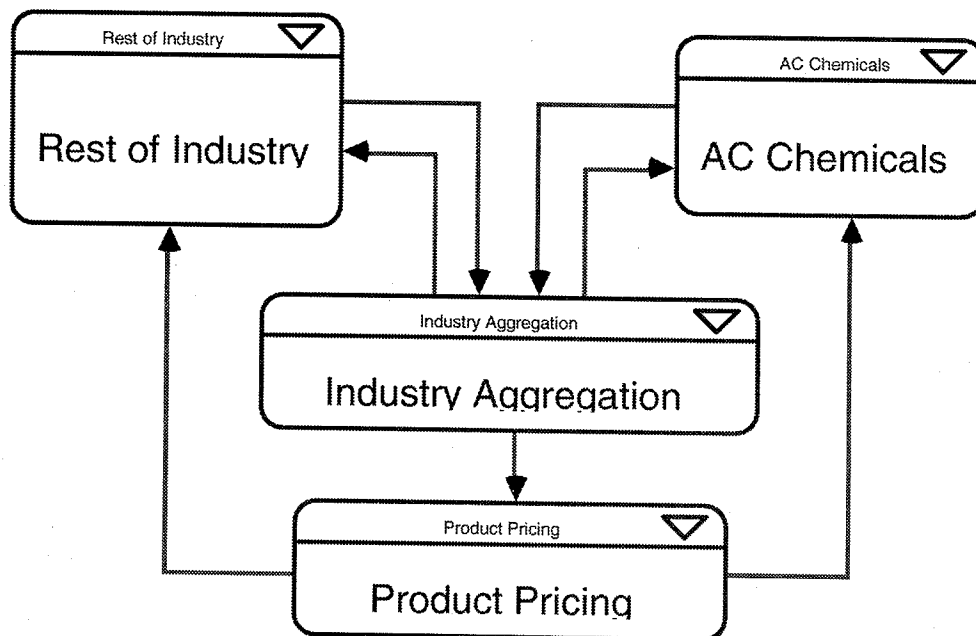 Rest of Industry
Rest of Industry
AC Chemicals
AC Chemicals
Industry Aggregation
Industry Aggregation
Product Pricing
Product Pricing